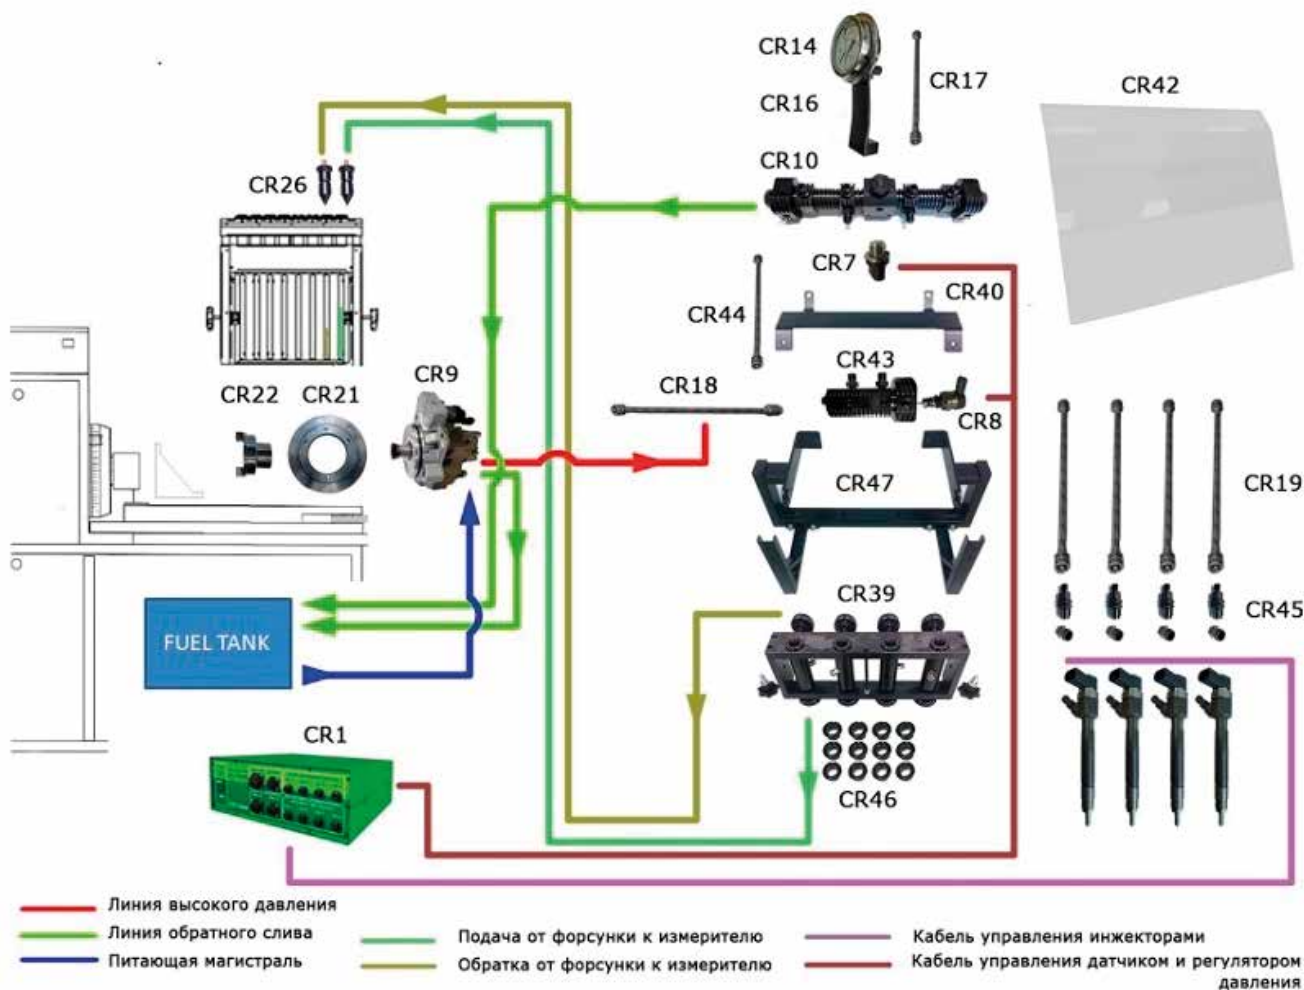 CR14
CR17
CR16
CR42
CR10
CR26
CR7
CR40
CR44
CR43
CR9
CR22
CR21
CR18
CR8
CR47
CR19
CR39
CR45
FUEL TANK
CR1
CR46
Линия высокого давления
Линия обратного слива
Питающая магистраль
Подача от форсунки к измерителю
Обратка от форсунки к измерителю
Кабель управления инжекторами
Кабель управления датчиком и регулятором
давления